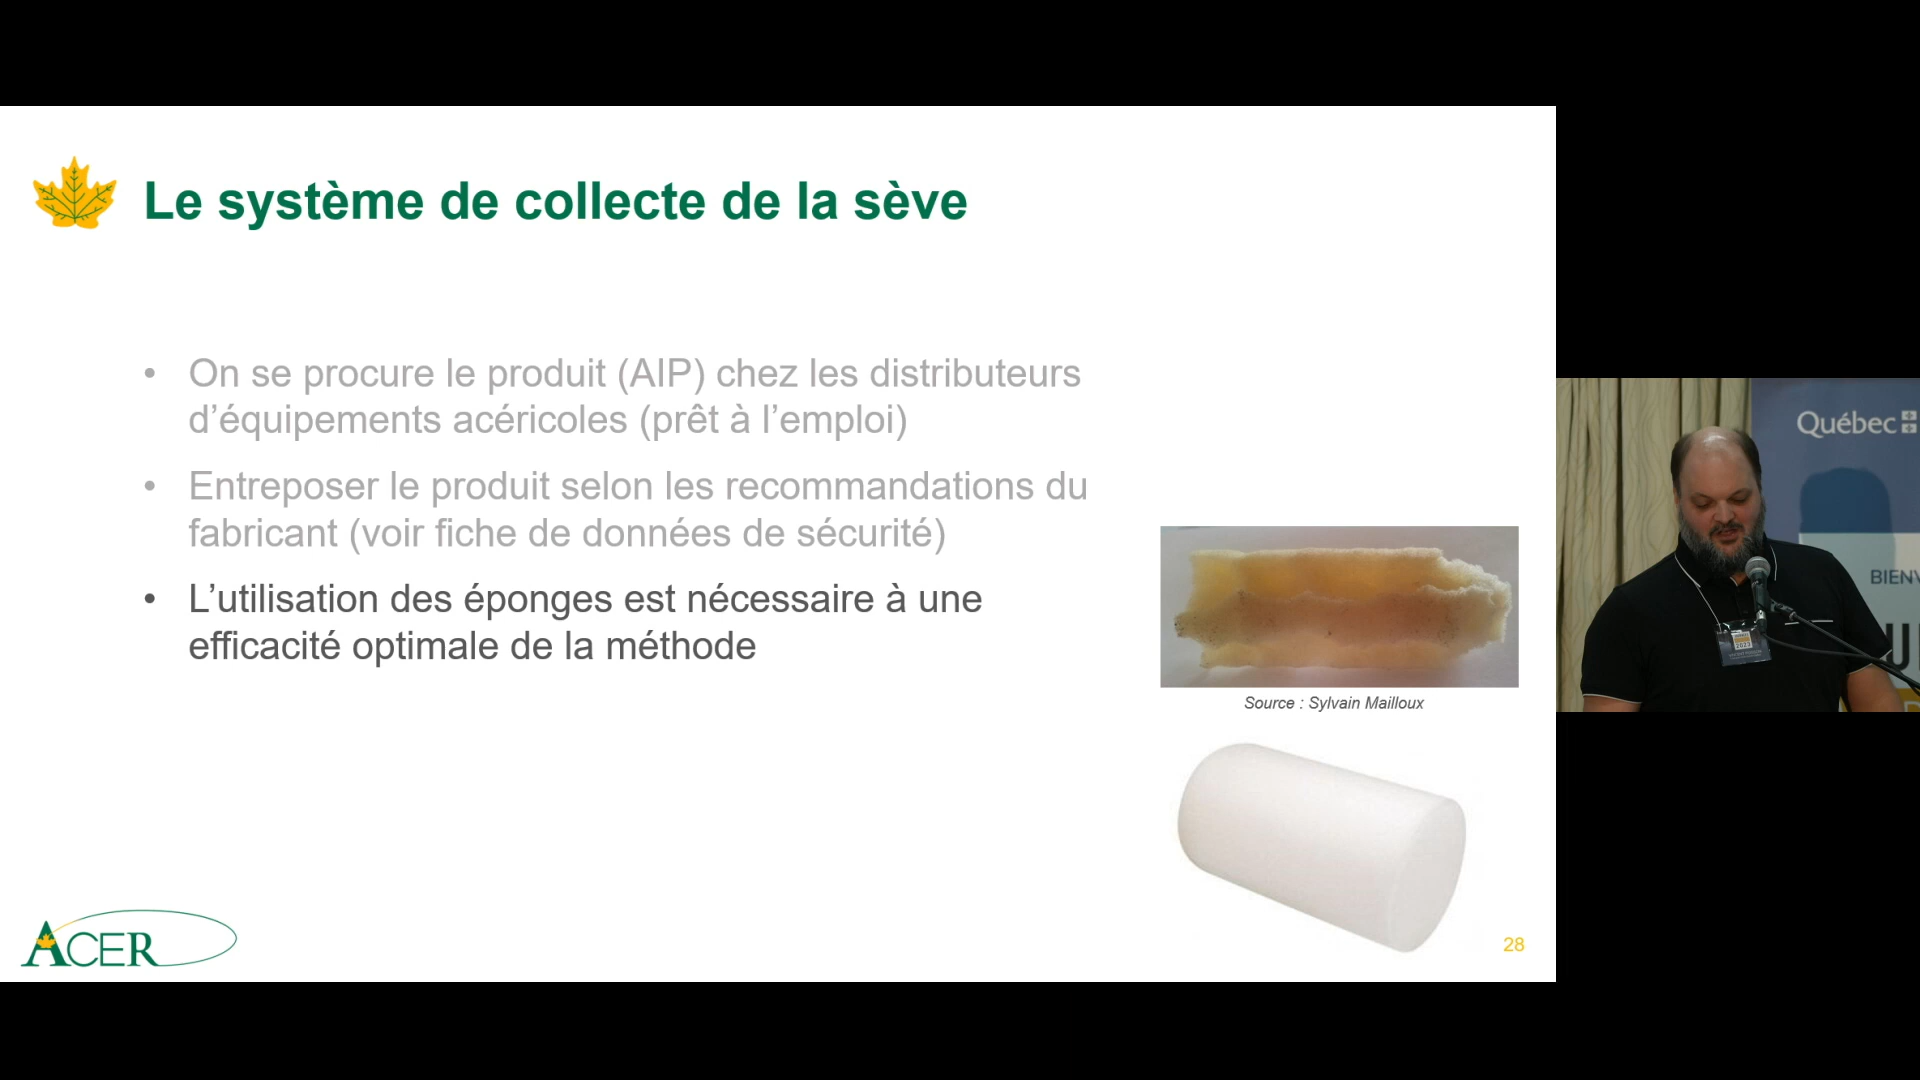 Le système de collecte de la sève
• On se procure le produit (AIP) chez les distributeurs
d’équipements acéricoles (prêt à l’emploi)
• Entreposer le produit selon les recommandations du
fabricant (voir fiche de données de sécurité)
• L’utilisation des éponges est nécessaire à une
efficacité optimale de la méthode
Source : Sylvain Mailloux
ACER
28
Québec
BIENV